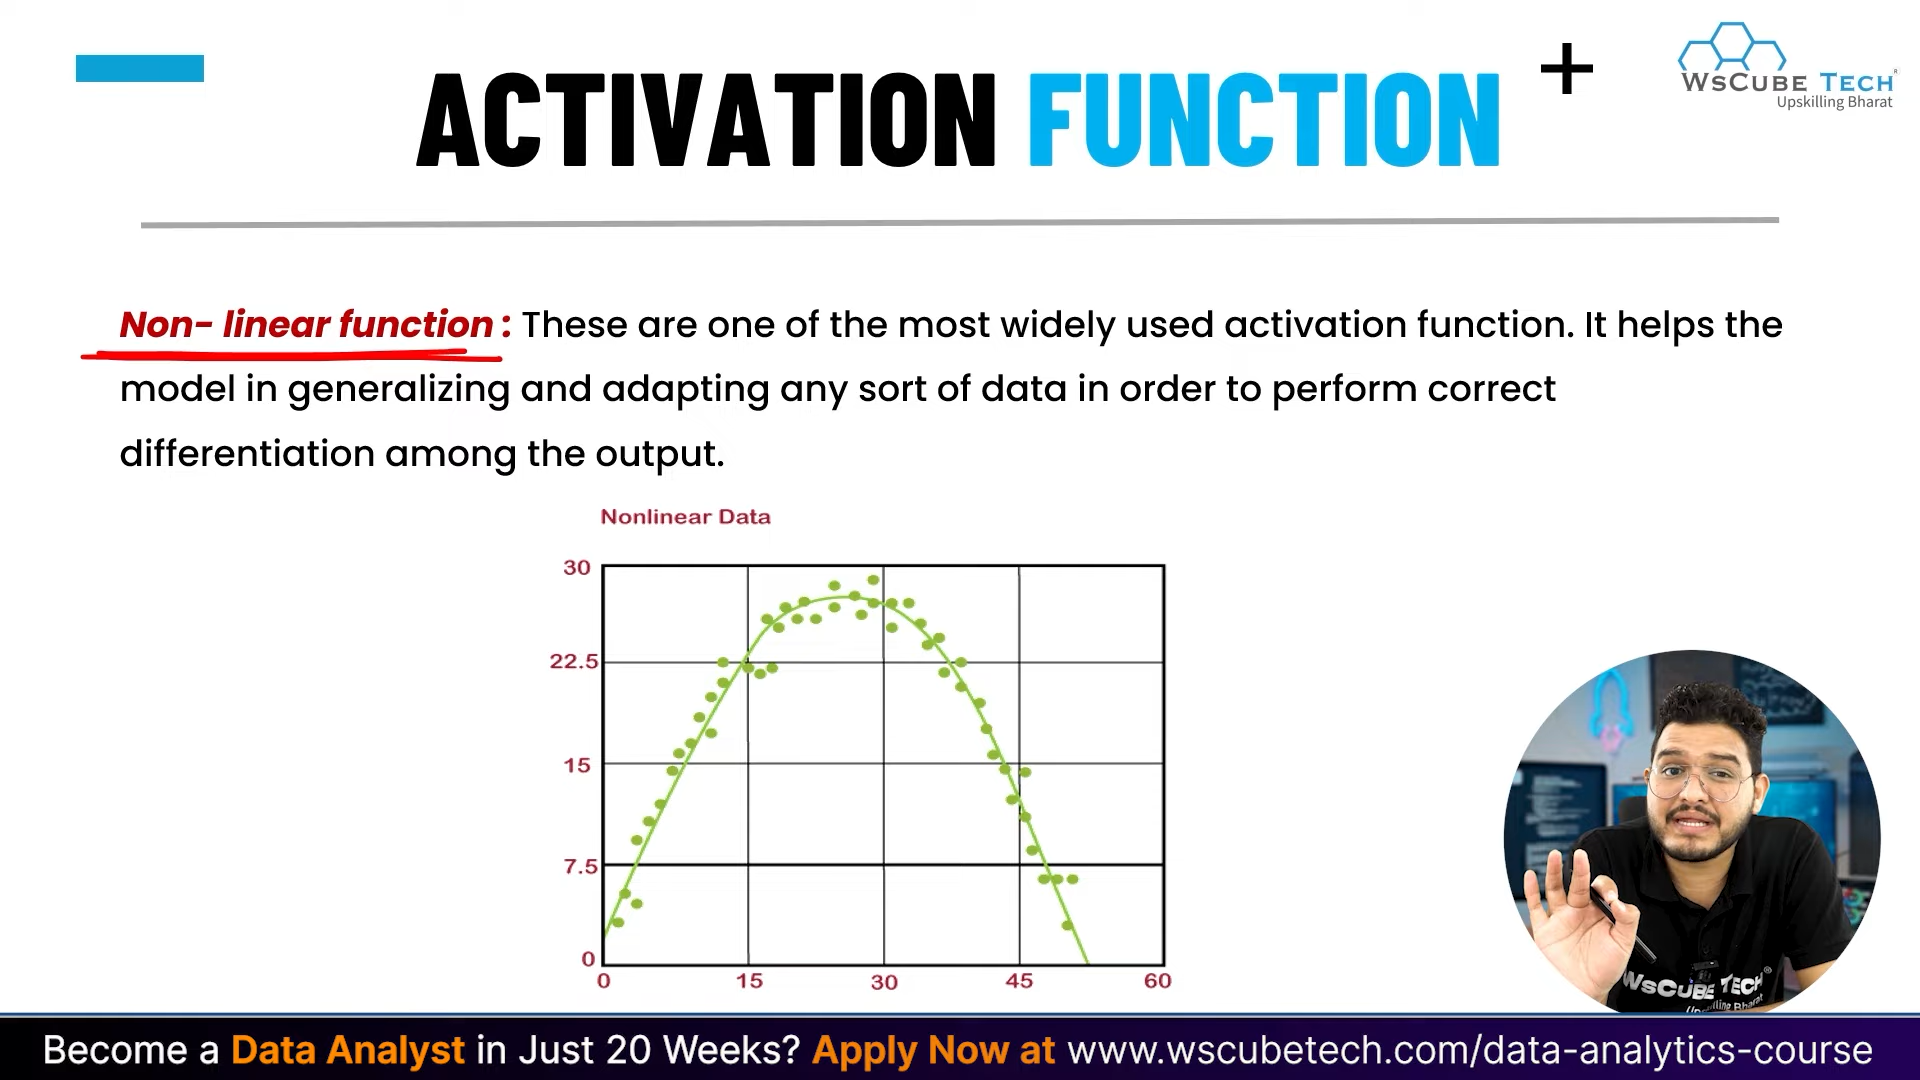 ACTIVATION FUNCTION
WSCUBE TECH
Upskilling Bharat
Non- linear function : These are one of the most widely used activation function. It helps the
model in generalizing and adapting any sort of data in order to perform correct
differentiation among the output.
Nonlinear Data
30
22.5
15
7.5
0
0 15 30 45 60
WSCUBE TECH
Become a Data Analyst in Just 20 Weeks? Apply Now at www.wscubetech.com/data-analytics-course